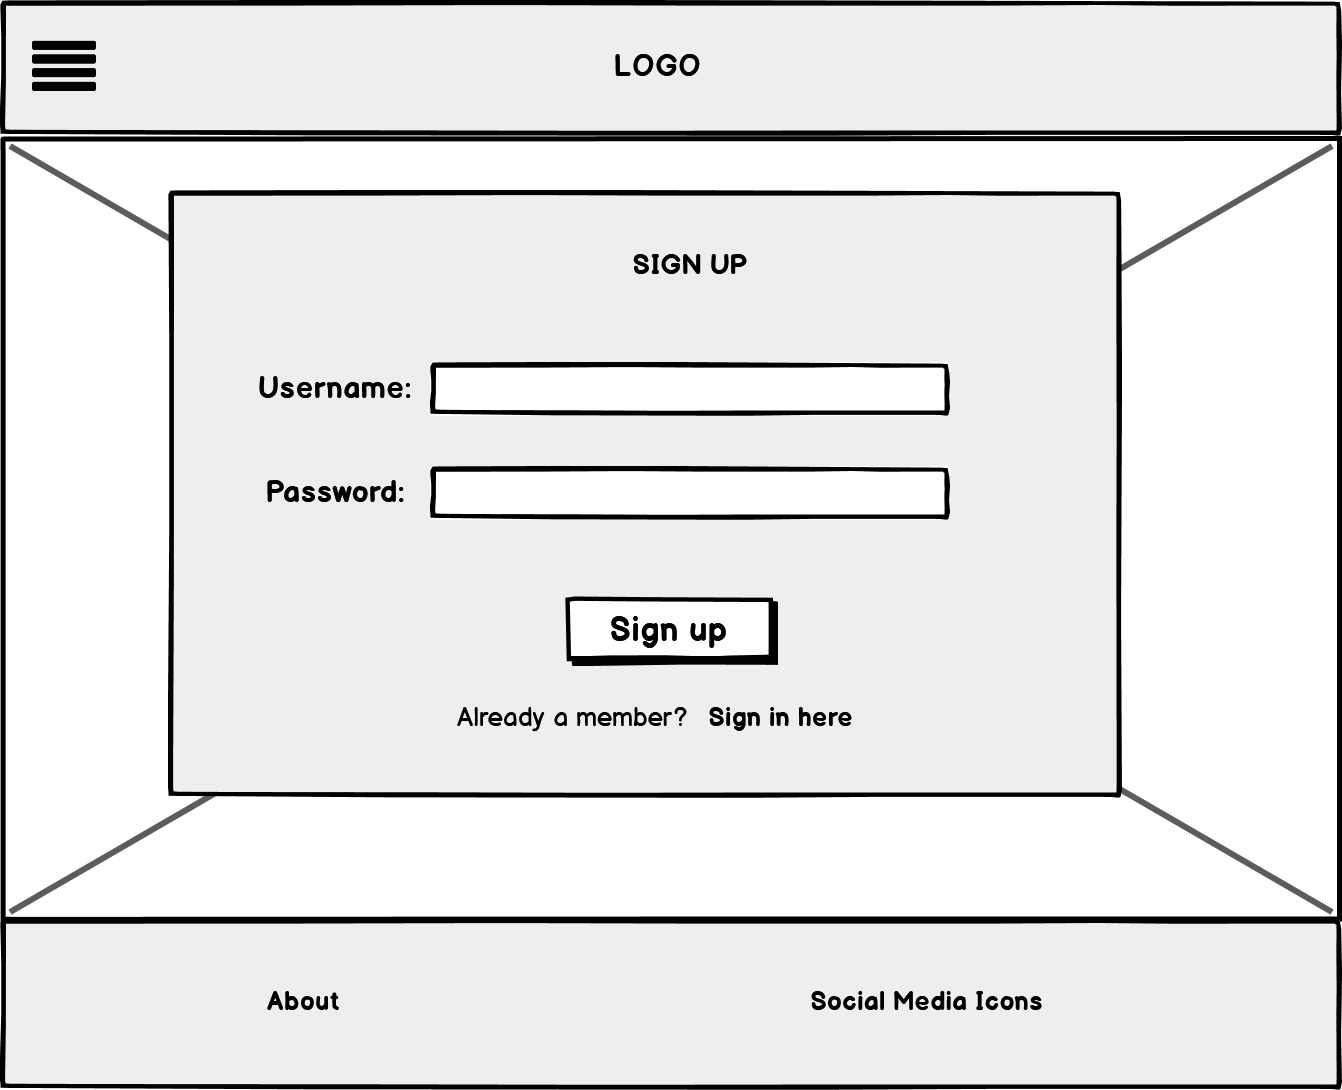 LOGO
SIGN UP
Username:
Password:
Sign up
Already a member? Sign in here
About Social Media Icons